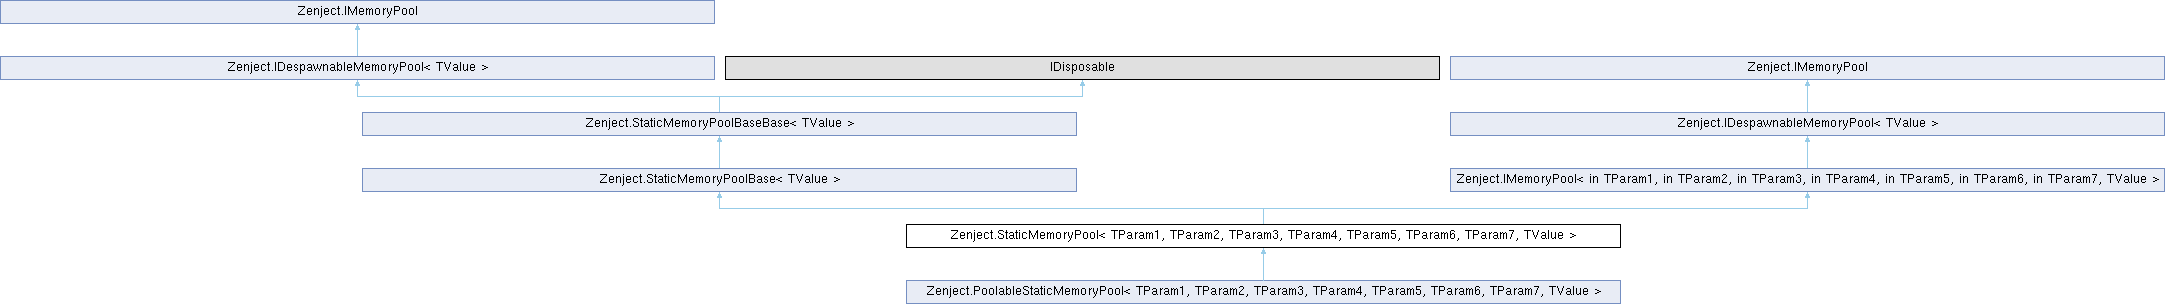 Zenject.IMemoryPool
Zenject.IDespawnableMemoryPool< TValue >
IDisposable
Zenject.IMemoryPool
Zenject.StaticMemoryPoolBaseBase< TValue >
Zenject.IDespawnableMemoryPool< TValue >
Zenject.StaticMemoryPoolBase< TValue >
Zenject.IMemoryPool< in TParam1, in TParam2, in TParam3, in TParam4, in TParam5, in TParam6, in TParam7, TValue >
Zenject.StaticMemoryPool< TParam1, TParam2, TParam3, TParam4, TParam5, TParam6, TParam7, TValue >
Zenject.PoolableStaticMemoryPool< TParam1, TParam2, TParam3, TParam4, TParam5, TParam6, TParam7, TValue >